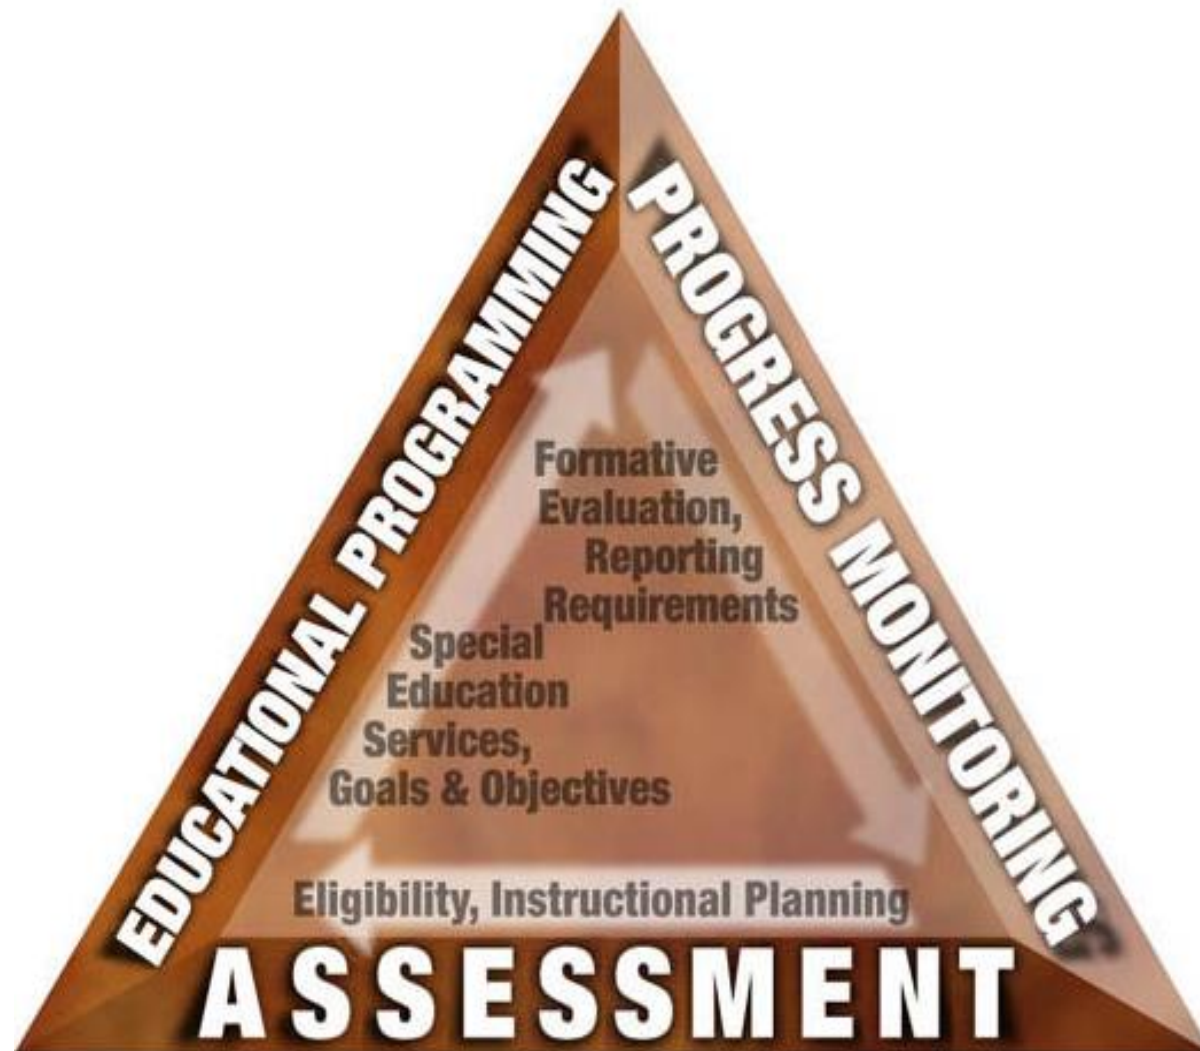 EDUCATIONAL PROGRAMMING
PROGRESS MONITORING
Formative
Evaluation,
Reporting
Requirements
Special
Education
Services,
Goals & Objectives
Eligibility, Instructional Planning
ASSESSMENT